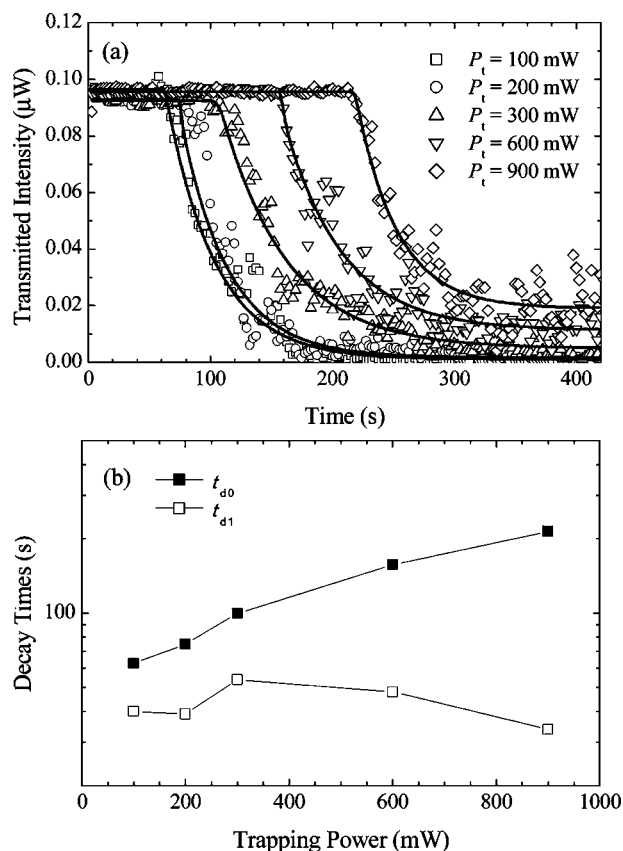 (a)
P_t = 100 mW
P_t = 200 mW
P_t = 300 mW
P_t = 600 mW
P_t = 900 mW
0.12
0.10
0.08
0.06
0.04
0.02
0.00
Transmitted Intensity (µW)
0 100 200 300 400
Time (s)
(b)
t_d0
t_d1
100
Decay Times (s)
0 200 400 600 800 1000
Trapping Power (mW)